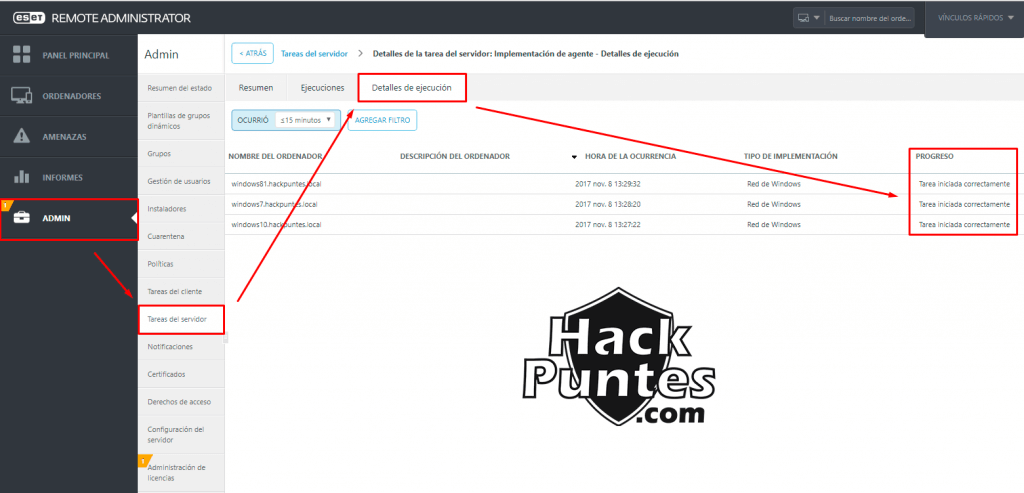 eset REMOTE ADMINISTRATOR
Buscar nombre del orde...
VÍNCULOS RÁPIDOS
PANEL PRINCIPAL
ORDENADORES
AMENAZAS
INFORMES
1
ADMIN
Admin
Resumen del estado
Plantillas de grupos
dinámicos
Grupos
Gestión de usuarios
Instaladores
Cuarentena
Políticas
Tareas del cliente
Tareas del servidor
Notificaciones
Certificados
Derechos de acceso
Configuración del
servidor
1
Administración de
licencias
< ATRÁS Tareas del servidor > Detalles de la tarea del servidor: Implementación de agente - Detalles de ejecución
Resumen Ejecuciones Detalles de ejecución
OCURRIÓ ≤15 minutos AGREGAR FILTRO
NOMBRE DEL ORDENADOR DESCRIPCIÓN DEL ORDENADOR HORA DE LA OCURRENCIA TIPO DE IMPLEMENTACIÓN PROGRESO
windows81.hackpuntes.local 2017 nov. 8 13:29:32 Red de Windows Tarea iniciada correctamente
windows7.hackpuntes.local 2017 nov. 8 13:28:20 Red de Windows Tarea iniciada correctamente
windows10.hackpuntes.local 2017 nov. 8 13:27:22 Red de Windows Tarea iniciada correctamente
Hack
Puntes
.com